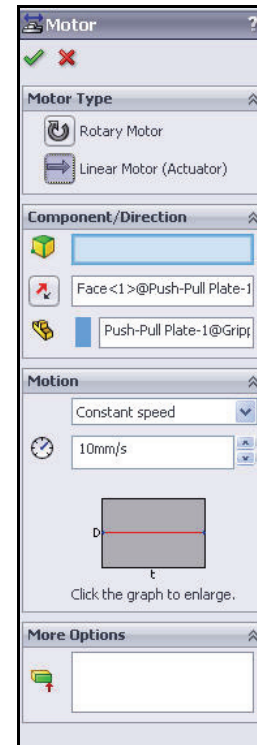 Motor ?
Motor Type
Rotary Motor
Linear Motor (Actuator)
Component/Direction
Face<1>@Push-Pull Plate-1
Push-Pull Plate-1@Gripp
Motion
Constant speed
10mm/s
D
t
Click the graph to enlarge.
More Options